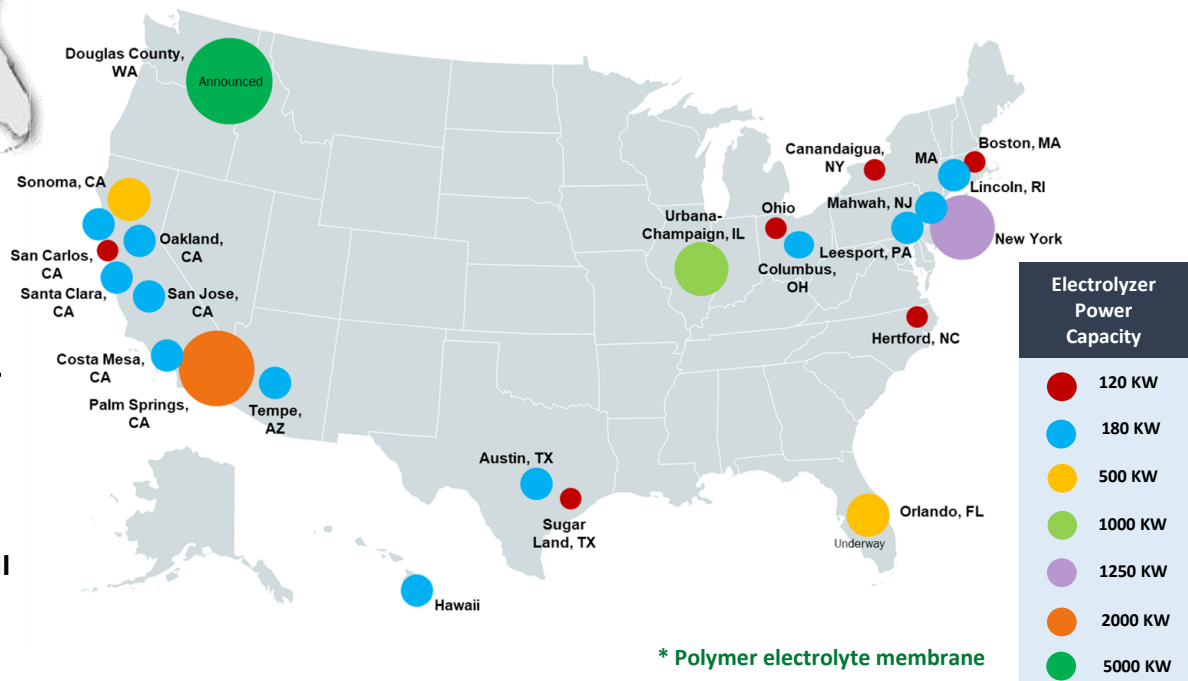 Douglas County,
WA
Announced
Sonoma, CA
Oakland,
CA
San Carlos,
CA
Santa Clara,
CA
San Jose,
CA
Costa Mesa,
CA
Palm Springs,
CA
Tempe,
AZ
Austin, TX
Sugar
Land, TX
Hawaii
Urbana-
Champaign, IL
Ohio
Columbus,
OH
Canandaigua,
NY
MA
Boston, MA
Lincoln, RI
Mahwah, NJ
Leesport, PA
New York
Hertford, NC
Orlando, FL
Underway
* Polymer electrolyte membrane
Electrolyzer
Power
Capacity
120 KW
180 KW
500 KW
1000 KW
1250 KW
2000 KW
5000 KW